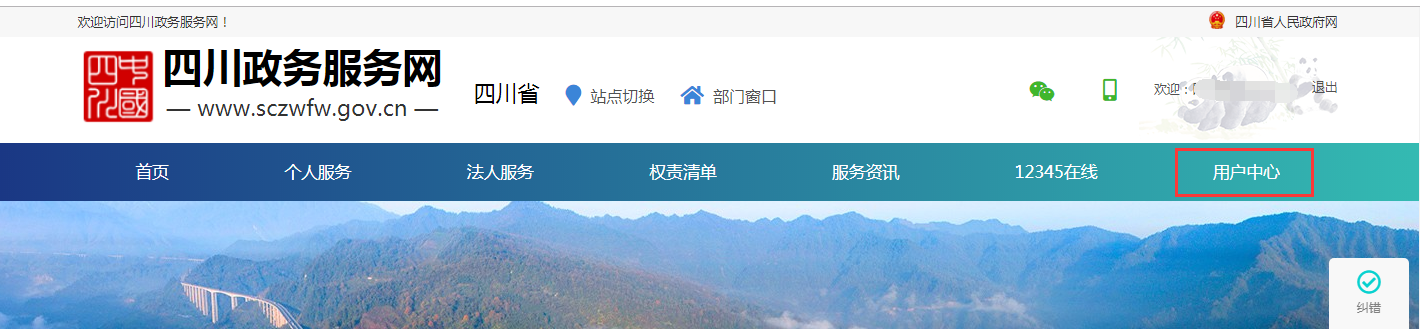 欢迎访问四川政务服务网！
四川省人民政府网
四川 中國
四川政务服务网
— www.sczwfw.gov.cn —
四川省 站点切换 部门窗口
欢迎： 退出
首页 个人服务 法人服务 权责清单 服务资讯 12345在线 用户中心
纠错